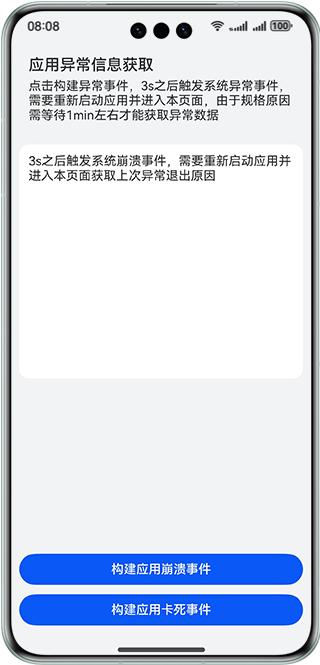 08:08
100
应用异常信息获取
点击构建异常事件，3s之后触发系统异常事件，
需要重新启动应用并进入本页面，由于规格原因
需等待1min左右才能获取异常数据
3s之后触发系统崩溃事件，需要重新启动应用并
进入本页面获取上次异常退出原因
构建应用崩溃事件
构建应用卡死事件